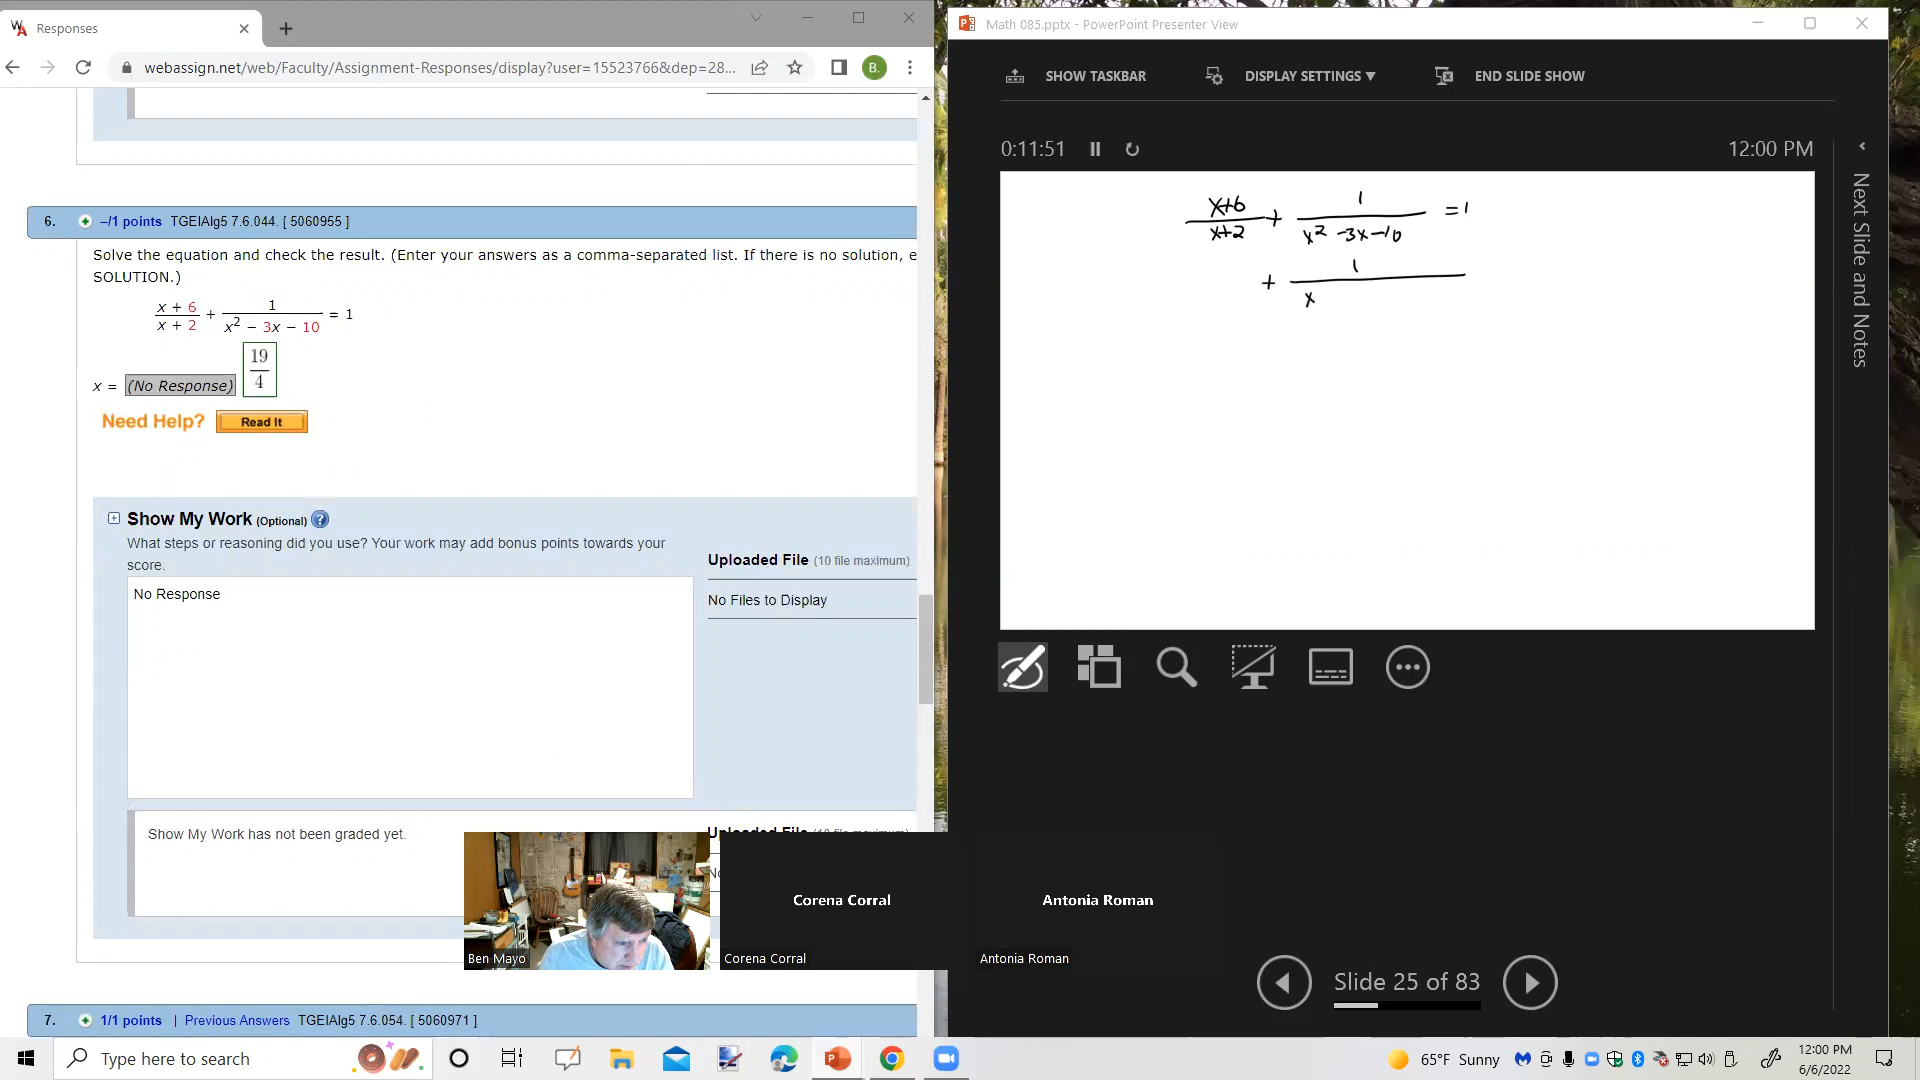 Responses
webassign.net/web/Faculty/Assignment-Responses/display?user=15523766&dep=28...
B.
6. –/1 points TGEIAlg5 7.6.044. [ 5060955 ]
Solve the equation and check the result. (Enter your answers as a comma-separated list. If there is no solution, e
SOLUTION.)
x + 6
x + 2
+
1
x² − 3x − 10
= 1
x = (No Response)
19
4
Need Help? Read It
Show My Work (Optional) ?
What steps or reasoning did you use? Your work may add bonus points towards your
score.
No Response
Uploaded File (10 file maximum)
No Files to Display
Show My Work has not been graded yet.
Uploaded File (10 file maximum)
No
7. 1/1 points | Previous Answers TGEIAlg5 7.6.054. [ 5060971 ]
Math 085.pptx - PowerPoint Presenter View
SHOW TASKBAR DISPLAY SETTINGS ▼ END SLIDE SHOW
0:11:51 12:00 PM
x+6
x+2
+
1
x² -3x-10
=1
+
1
x
Next Slide and Notes
Slide 25 of 83
Corena Corral
Antonia Roman
Ben Mayo
Corena Corral
Antonia Roman
Type here to search
65°F Sunny
12:00 PM
6/6/2022